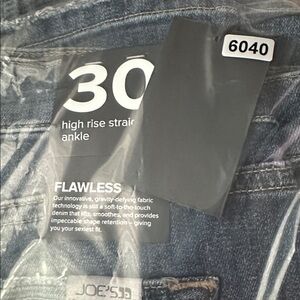 6040
30
high rise straig
ankle
FLAWLESS
Our innovative, gravity-defying fabric
technology is still a soft-to-the-touch
denim that lifts, smoothes, and provides
impeccable shape retention – giving
you your sexiest fit.
JOE'S